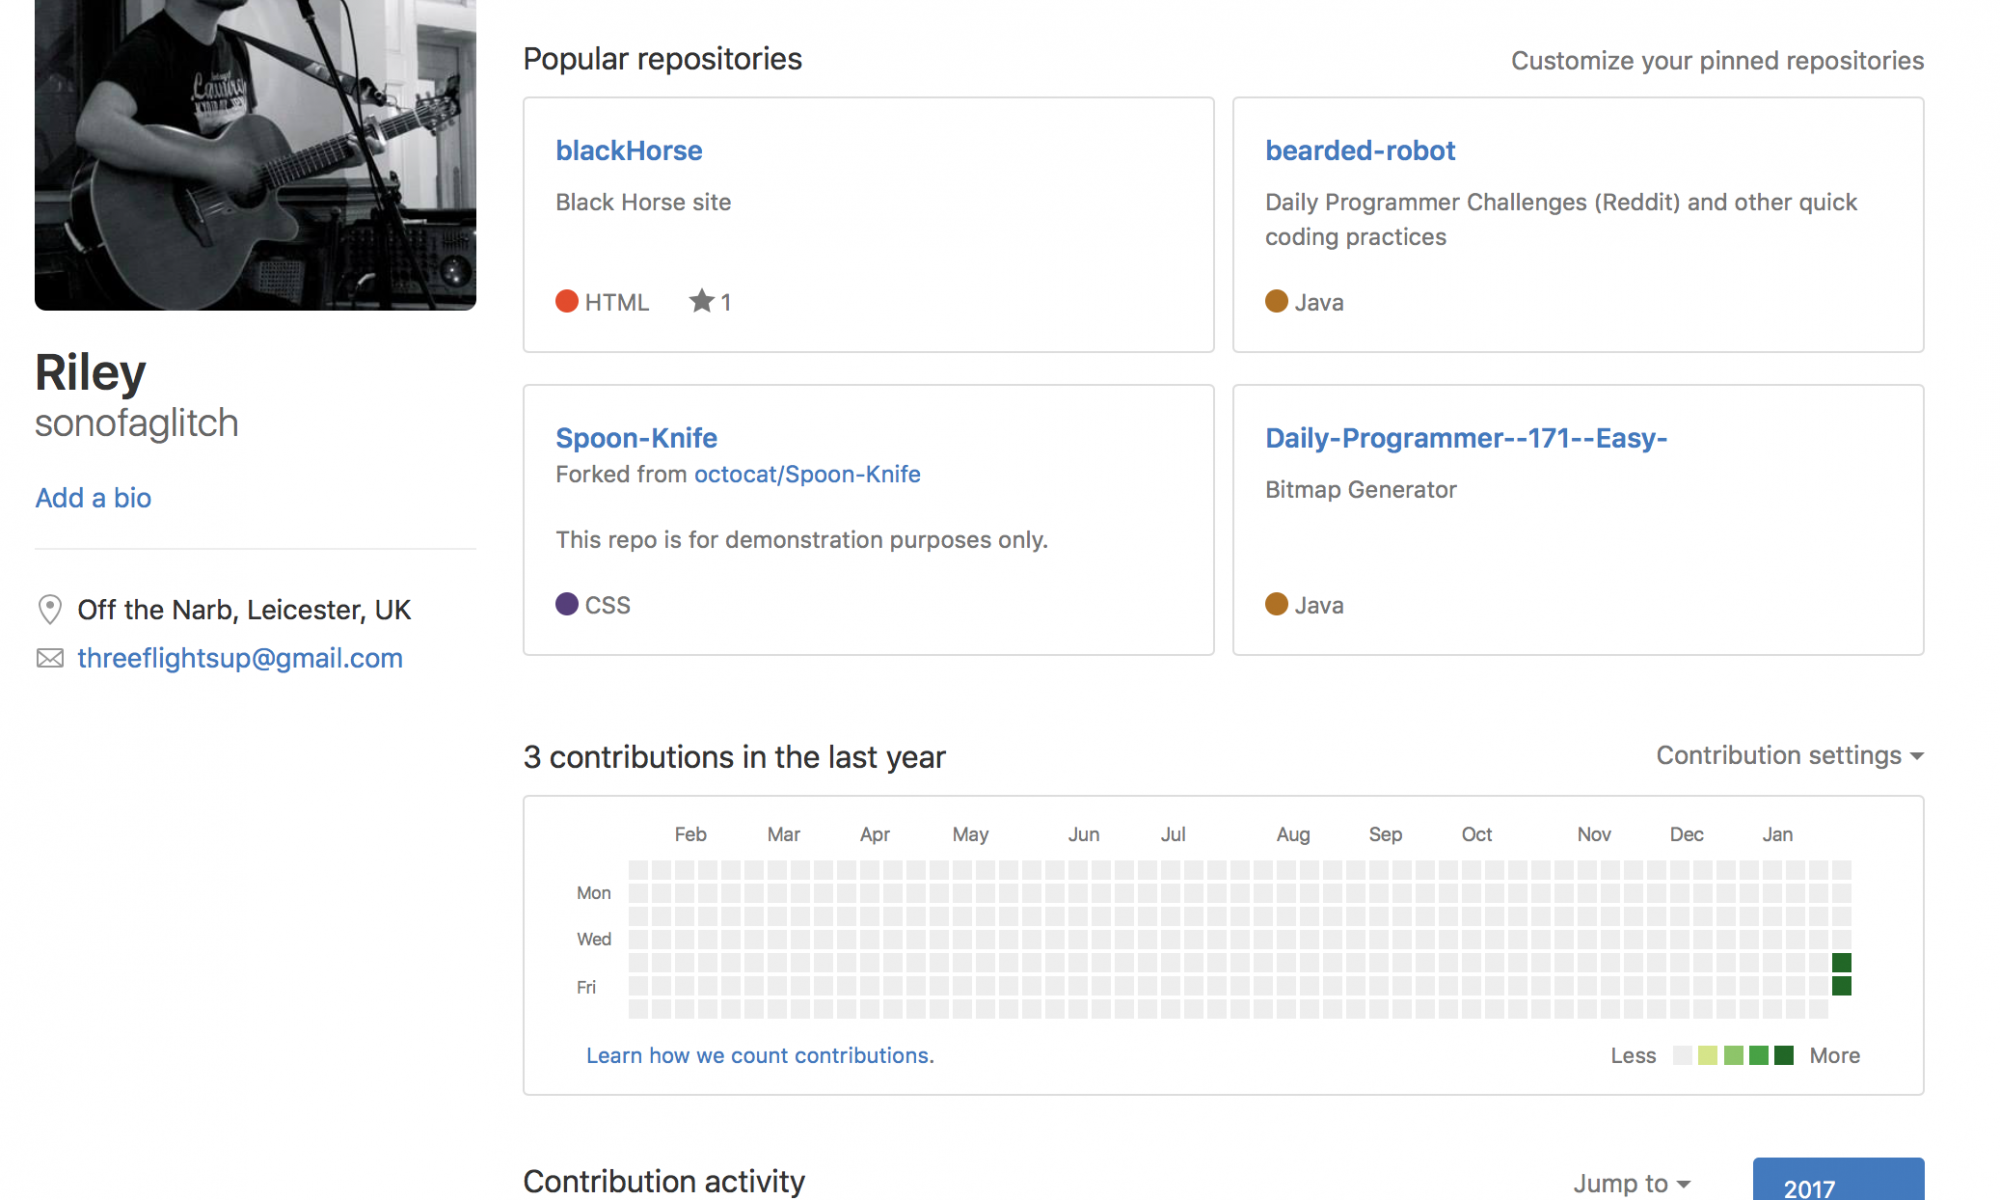 Popular repositories
Customize your pinned repositories
blackHorse
Black Horse site
HTML 1
bearded-robot
Daily Programmer Challenges (Reddit) and other quick
coding practices
Java
Riley
sonofaglitch
Add a bio
Off the Narb, Leicester, UK
threeflightsup@gmail.com
Spoon-Knife
Forked from octocat/Spoon-Knife
This repo is for demonstration purposes only.
CSS
Daily-Programmer--171--Easy-
Bitmap Generator
Java
3 contributions in the last year
Contribution settings
Feb Mar Apr May Jun Jul Aug Sep Oct Nov Dec Jan
Mon
Wed
Fri
Learn how we count contributions.
Less More
Contribution activity
Jump to
2017